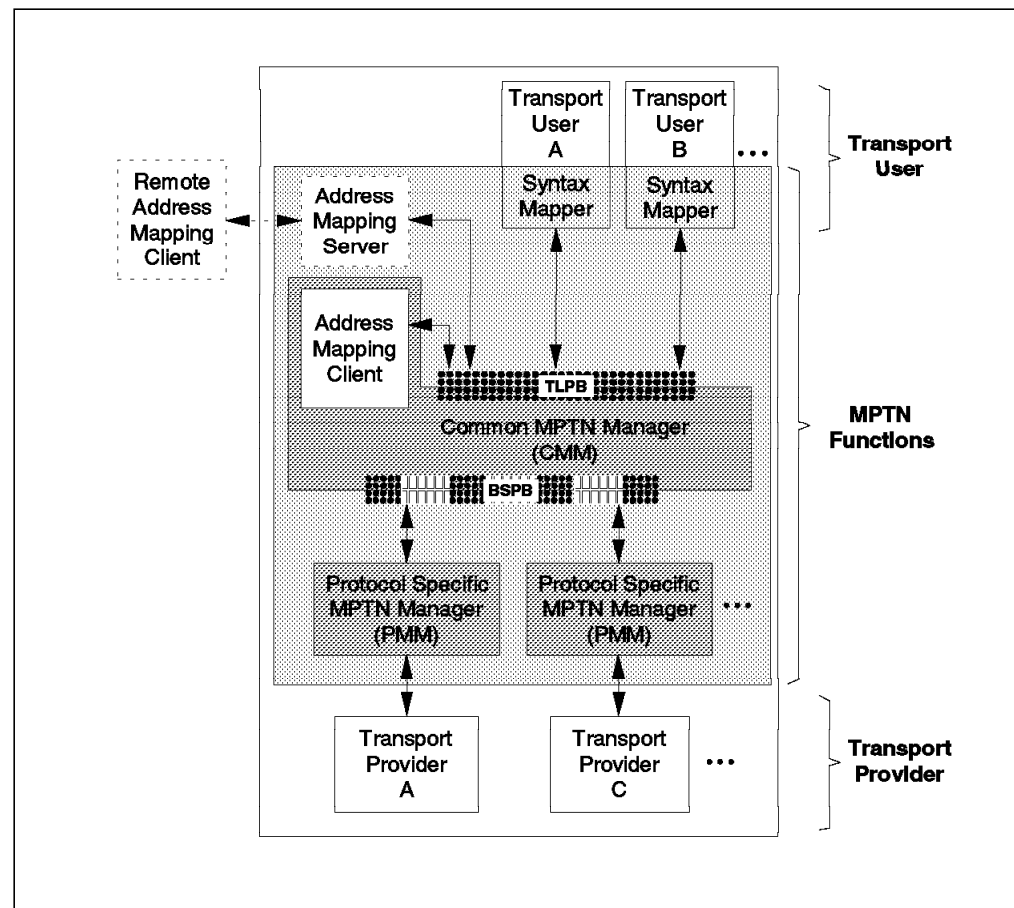 Transport
User
A
Transport
User
B
...
Transport
User
Syntax
Mapper
Syntax
Mapper
Remote
Address
Mapping
Client
Address
Mapping
Server
Address
Mapping
Client
TLPB
Common MPTN Manager
(CMM)
MPTN
Functions
BSPB
Protocol Specific
MPTN Manager
(PMM)
Protocol Specific
MPTN Manager
(PMM)
...
Transport
Provider
A
Transport
Provider
C
...
Transport
Provider